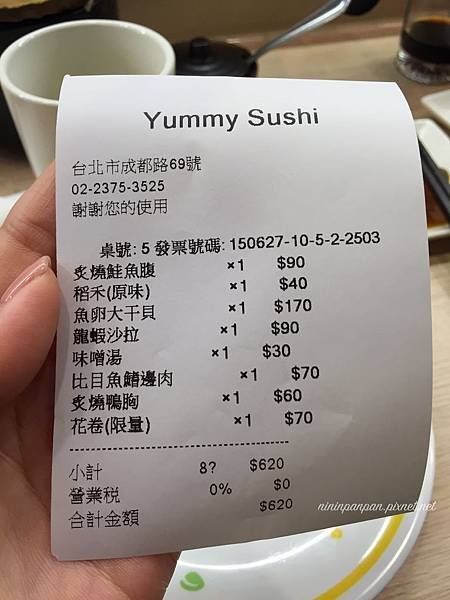 Yummy Sushi
台北市成都路69號
02-2375-3525
謝謝您的使用
桌號: 5 發票號碼: 150627-10-5-2-2503
炙燒鮭魚腹 ×1 $90
稻禾(原味) ×1 $40
魚卵大干貝 ×1 $170
龍蝦沙拉 ×1 $90
味噌湯 ×1 $30
比目魚鰭邊肉 ×1 $70
炙燒鴨胸 ×1 $60
花卷(限量) ×1 $70
小計 8? $620
營業税 0% $0
合計金額 $620
nininpanpan.pixnet.net